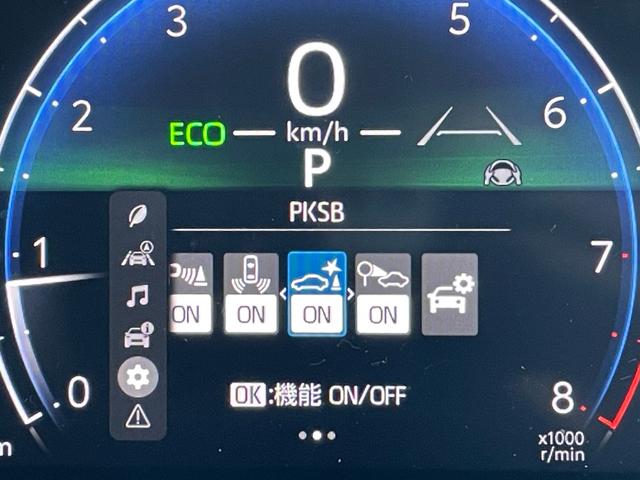 3
5
0
2
6
ECO
km/h
P
PKSB
1
7
ON
ON
ON
ON
OK:機能 ON/OFF
0
8
x1000
r/min
m